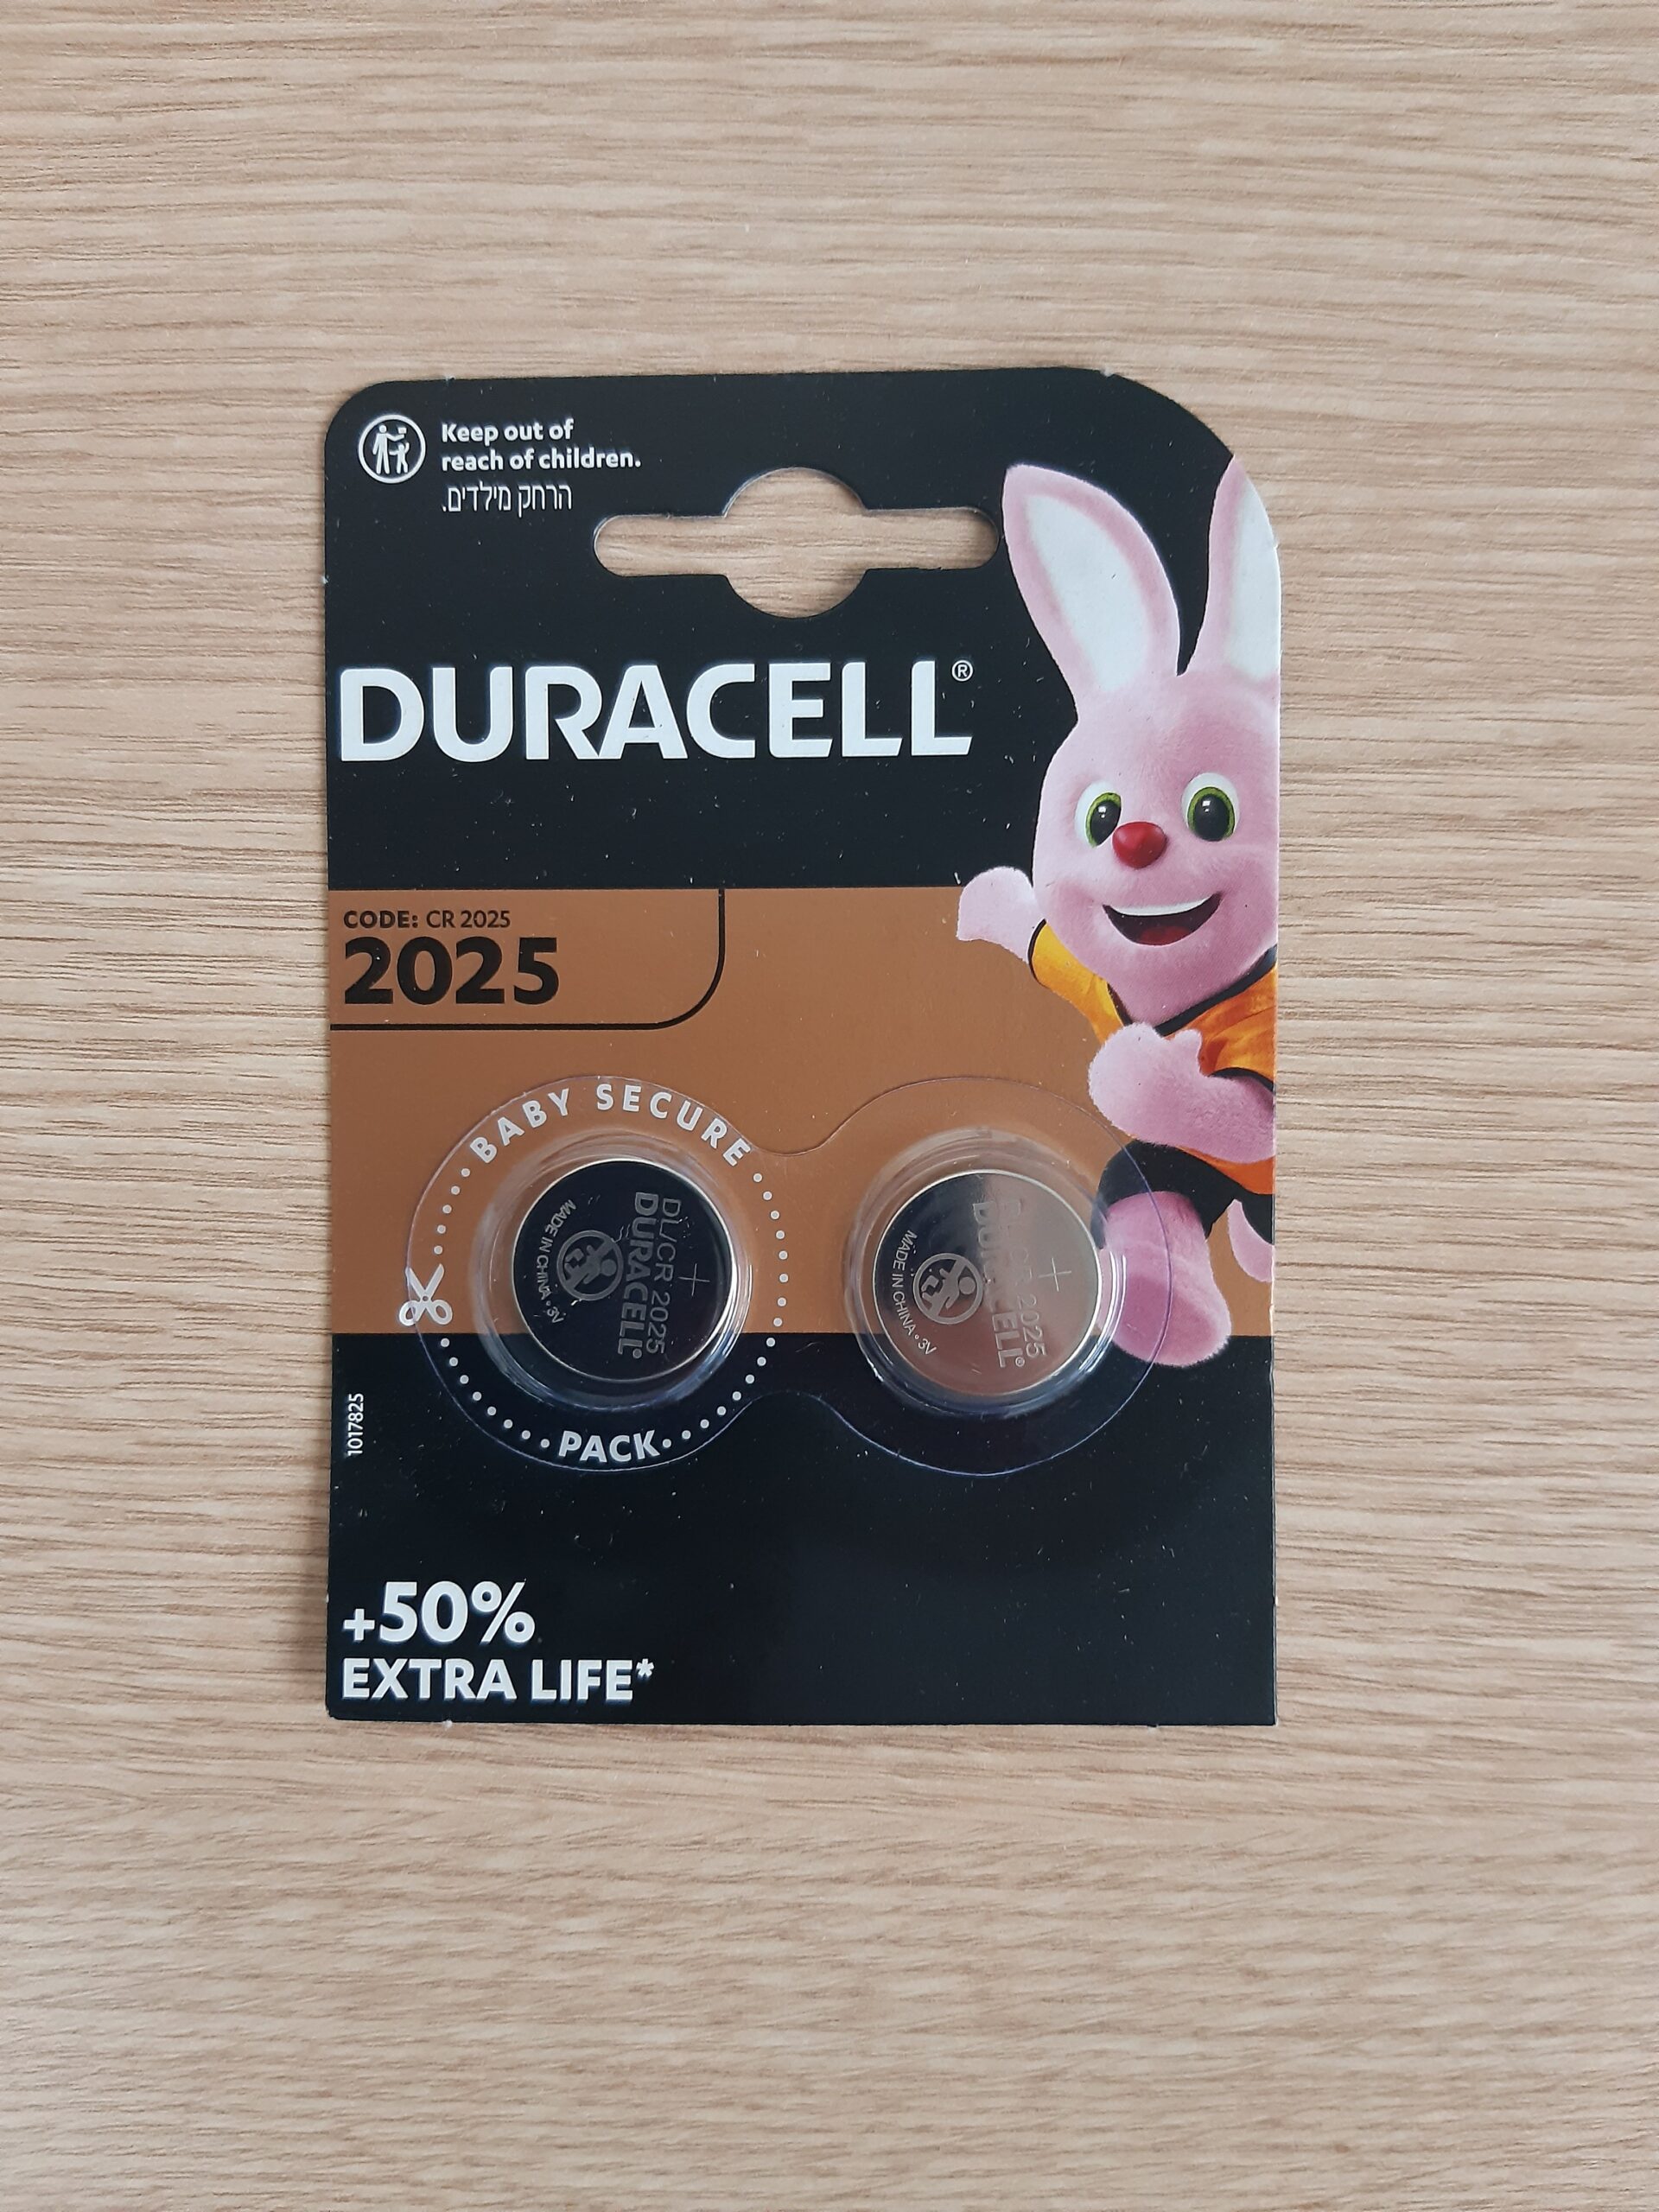 Keep out of
reach of children.
הרחק מילדים.
DURACELL®
CODE: CR 2025
2025
BABY SECURE
PACK
DL/CR 2025
DURACELL®
MADE IN CHINA • 3V
+
2025
DURACELL®
MADE IN CHINA • 3V
+
1017825
+50%
EXTRA LIFE*